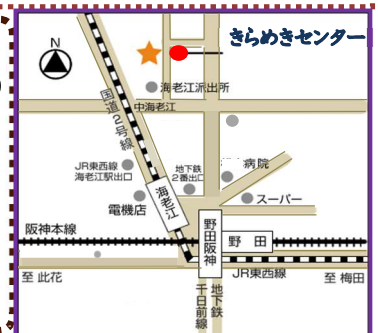 N
きらめきセンター
海老江派出所
中海老江
国道2号線
JR東西線
海老江駅出口
地下鉄
2番出口
病院
海老江
スーパー
電機店
野田阪神
野田
阪神本線
JR東西線
至 此花
至 梅田
地下鉄
千日前線